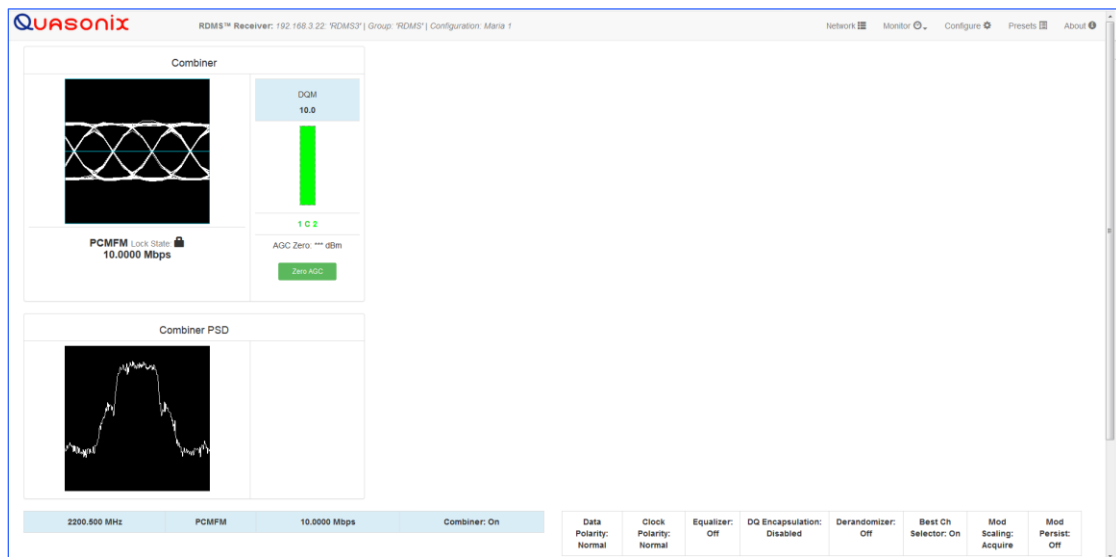 Quasonix
RDMS™ Receiver: 192.168.3.22: 'RDMS3' | Group: 'RDMS' | Configuration: Maria 1
Network Monitor Configure Presets About
Combiner
DQM
10.0
1 C 2
PCMFM Lock State:
10.0000 Mbps
AGC Zero: *** dBm
Zero AGC
Combiner PSD
2200.500 MHz PCMFM 10.0000 Mbps Combiner: On
Data Polarity: Normal
Clock Polarity: Normal
Equalizer: Off
DQ Encapsulation: Disabled
Derandomizer: Off
Best Ch Selector: On
Mod Scaling: Acquire
Mod Persist: Off